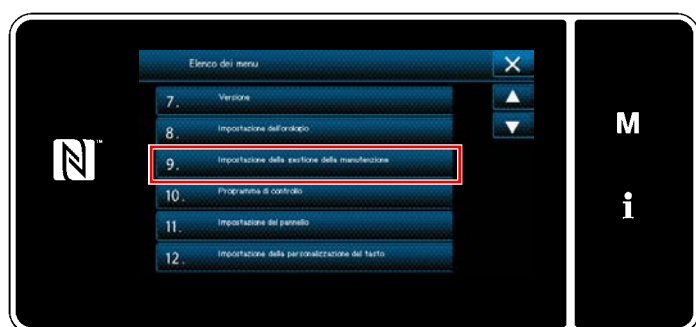 Elenco dei menu
7. Versione
8. Impostazione dell'orologio
9. Impostazione della gestione della manutenzione
10. Programma di controllo
11. Impostazione del pannello
12. Impostazione della personalizzazione del tasto
M
i